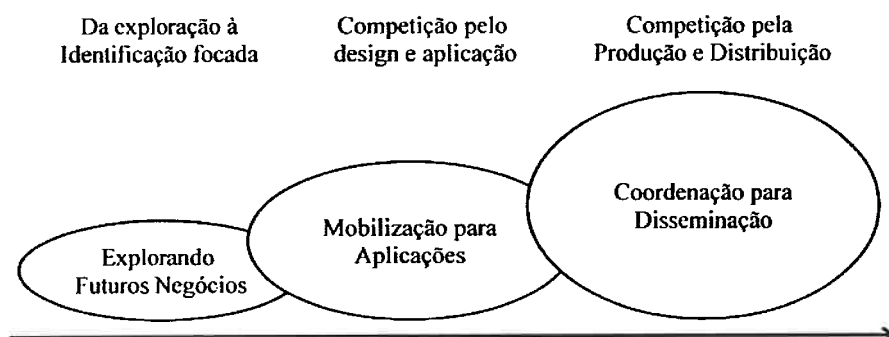 Da exploração à
Identificação focada
Competição pelo
design e aplicação
Competição pela
Produção e Distribuição
Explorando
Futuros Negócios
Mobilização para
Aplicações
Coordenação para
Disseminação